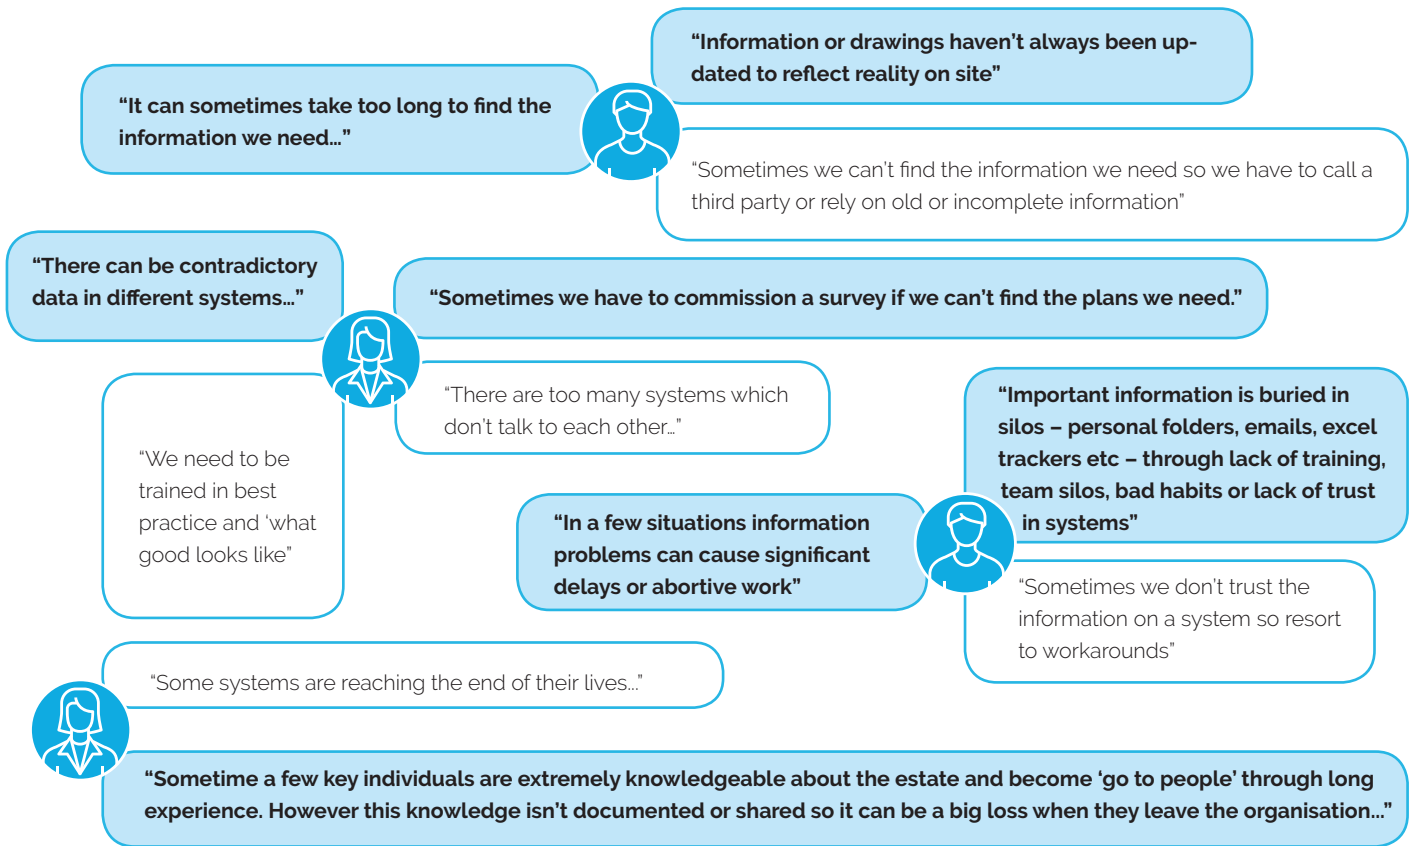 “Information or drawings haven’t always been up-
dated to reflect reality on site”
“It can sometimes take too long to find the
information we need…”
“Sometimes we can’t find the information we need so we have to call a
third party or rely on old or incomplete information”
“There can be contradictory
data in different systems…”
“Sometimes we have to commission a survey if we can’t find the plans we need.”
“There are too many systems which
don’t talk to each other…”
“We need to be
trained in best
practice and ‘what
good looks like”
“Important information is buried in
silos – personal folders, emails, excel
trackers etc – through lack of training,
team silos, bad habits or lack of trust
in systems”
“In a few situations information
problems can cause significant
delays or abortive work”
“Sometimes we don’t trust the
information on a system so resort
to workarounds”
“Some systems are reaching the end of their lives...”
“Sometime a few key individuals are extremely knowledgeable about the estate and become ‘go to people’ through long
experience. However this knowledge isn’t documented or shared so it can be a big loss when they leave the organisation...”